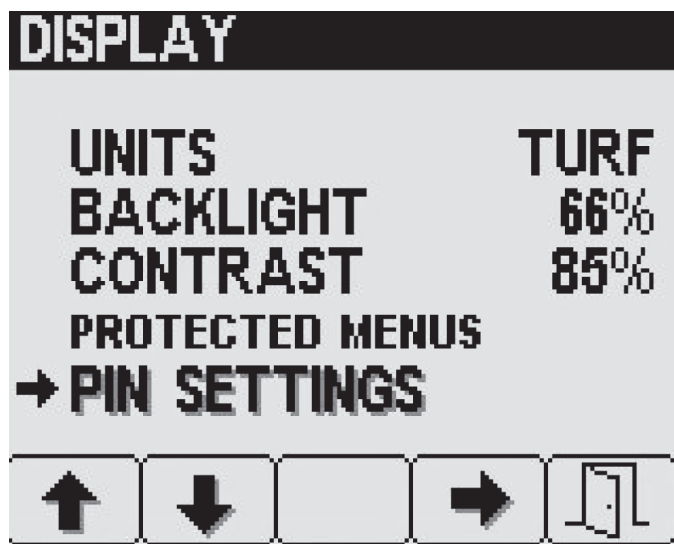 DISPLAY
UNITS TURF
BACKLIGHT 66%
CONTRAST 85%
PROTECTED MENUS
PIN SETTINGS